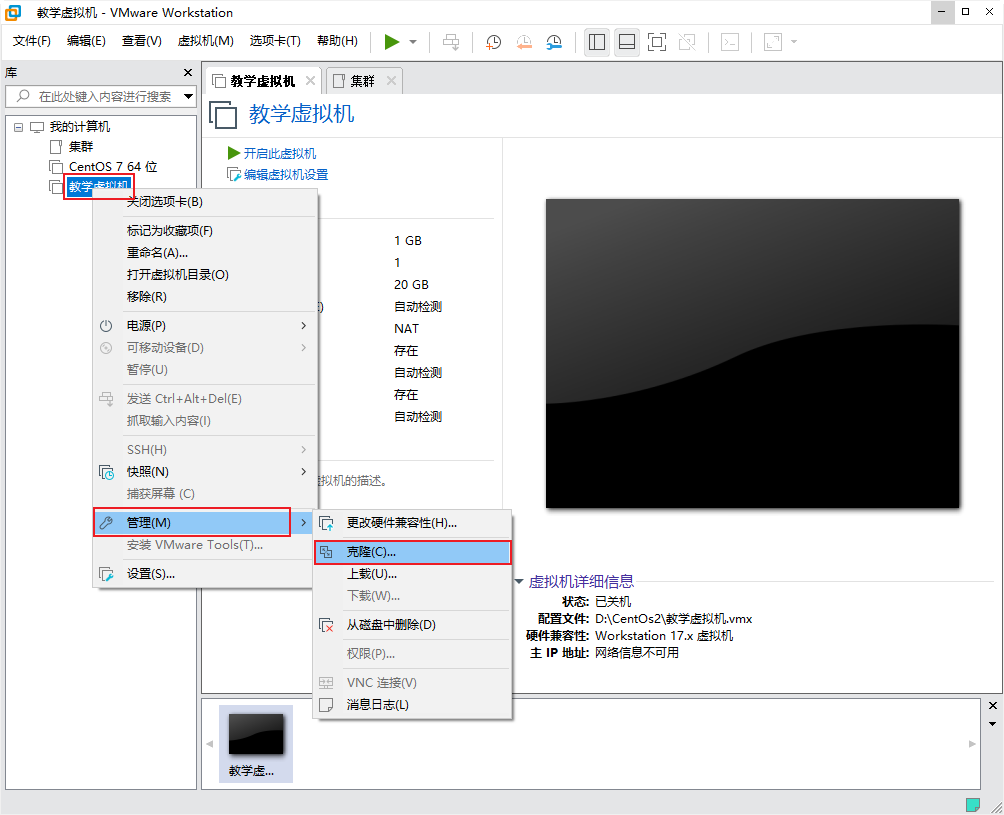 教学虚拟机 - VMware Workstation
文件(F) 编辑(E) 查看(V) 虚拟机(M) 选项卡(T) 帮助(H)
库
在此处键入内容进行搜索
我的计算机
集群
CentOS 7 64 位
教学虚拟机
教学虚拟机
集群
教学虚拟机
开启此虚拟机
编辑虚拟机设置
1 GB
1
20 GB
自动检测
NAT
存在
自动检测
存在
自动检测
拟机的描述。
关闭选项卡(B)
标记为收藏项(F)
重命名(A)...
打开虚拟机目录(O)
移除(R)
电源(P)
可移动设备(D)
暂停(U)
发送 Ctrl+Alt+Del(E)
抓取输入内容(I)
SSH(H)
快照(N)
捕获屏幕 (C)
管理(M)
安装 VMware Tools(T)...
设置(S)...
更改硬件兼容性(H)...
克隆(C)...
上载(U)...
下载(W)...
从磁盘中删除(D)
权限(P)...
VNC 连接(V)
消息日志(L)
虚拟机详细信息
状态: 已关机
配置文件: D:\CentOs2\教学虚拟机.vmx
硬件兼容性: Workstation 17.x 虚拟机
主 IP 地址: 网络信息不可用
教学虚...